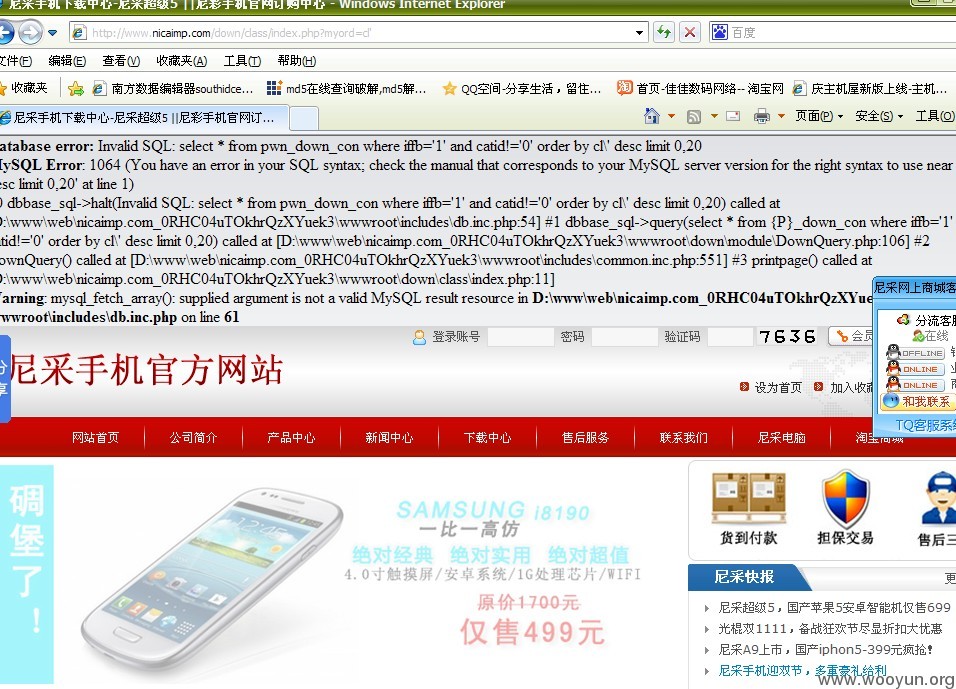 尼采手机下载中心-尼采超级5 ||尼彩手机官网订购中心 - Windows Internet Explorer
http://www.nicaimp.com/down/class/index.php?myord=cl' 百度
文件(F) 编辑(E) 查看(V) 收藏夹(A) 工具(T) 帮助(H)
收藏夹 南方数据编辑器southidce... md5在线查询破解,md5解... QQ空间-分享生活，留住... 首页-佳佳数码网络-- 淘宝网 庆主机屋新版上线-主机...
尼采手机下载中心-尼采超级5 ||尼彩手机官网订... 页面(P) 安全(S) 工具(O)
atabase error: Invalid SQL: select * from pwn_down_con where iffb='1' and catid!='0' order by cl\' desc limit 0,20
MySQL Error: 1064 (You have an error in your SQL syntax; check the manual that corresponds to your MySQL server version for the right syntax to use near
esc limit 0,20' at line 1)
0 dbbase_sql->halt(Invalid SQL: select * from pwn_down_con where iffb='1' and catid!='0' order by cl\' desc limit 0,20) called at
D:\www\web\nicaimp.com_0RHC04uTOkhrQzXYuek3\wwwroot\includes\db.inc.php:54] #1 dbbase_sql->query(select * from {P}_down_con where iffb='1'
atid!='0' order by cl\' desc limit 0,20) called at [D:\www\web\nicaimp.com_0RHC04uTOkhrQzXYuek3\wwwroot\down\module\DownQuery.php:106] #2
ownQuery() called at [D:\www\web\nicaimp.com_0RHC04uTOkhrQzXYuek3\wwwroot\includes\common.inc.php:551] #3 printpage() called at
D:\www\web\nicaimp.com_0RHC04uTOkhrQzXYuek3\wwwroot\down\class\index.php:11]
arning: mysql_fetch_array(): supplied argument is not a valid MySQL result resource in D:\www\web\nicaimp.com_0RHC04uTOkhrQzXYue
wwwroot\includes\db.inc.php on line 61
尼采网上商城客
分流客服
在线
OFFLINE
ONLINE
ONLINE
和我联系
TQ客服系统
登录账号 密码 验证码 7636 会员
分享
尼采手机官方网站
设为首页 加入收藏
网站首页 公司简介 产品中心 新闻中心 下载中心 售后服务 联系我们 尼采电脑 淘宝商城
碉堡了！
SAMSUNG i8190
一比一高仿
绝对经典 绝对实用 绝对超值
4.0寸触摸屏/安卓系统/1G处理芯片/WIFI
原价1700元
仅售499元
货到付款 担保交易 售后三
尼采快报 更
尼采超级5，国产苹果5安卓智能机仅售699
光棍双1111，备战狂欢节尽显折扣大优惠
尼采A9上市，国产iphon5-399元疯抢！
尼采手机迎双节，多重豪礼给利
www.wooyun.org